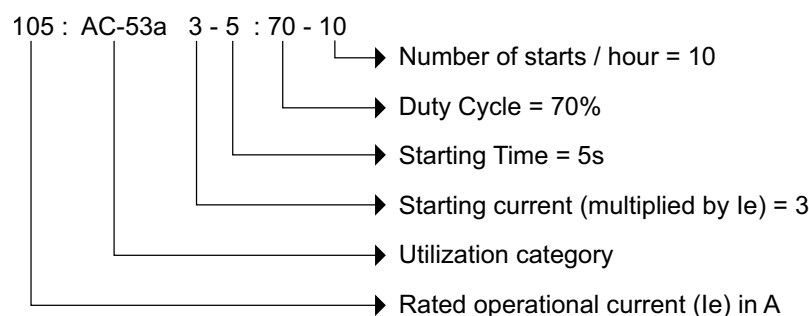 105 : AC-53a 3 - 5 : 70 - 10
Number of starts / hour = 10
Duty Cycle = 70%
Starting Time = 5s
Starting current (multiplied by Ie) = 3
Utilization category
Rated operational current (Ie) in A